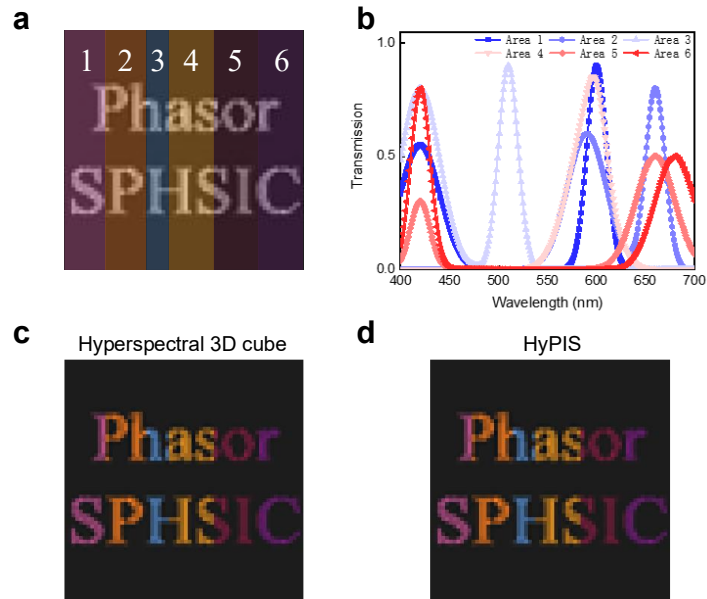 a
1 2 3 4 5 6
Phasor
SPHSIC
b
1.0
0.5
0.0
Transmission
Area 1 Area 2 Area 3
Area 4 Area 5 Area 6
400 450 500 550 600 650 700
Wavelength (nm)
c
Hyperspectral 3D cube
Phasor
SPHSIC
d
HyPIS
Phasor
SPHSIC